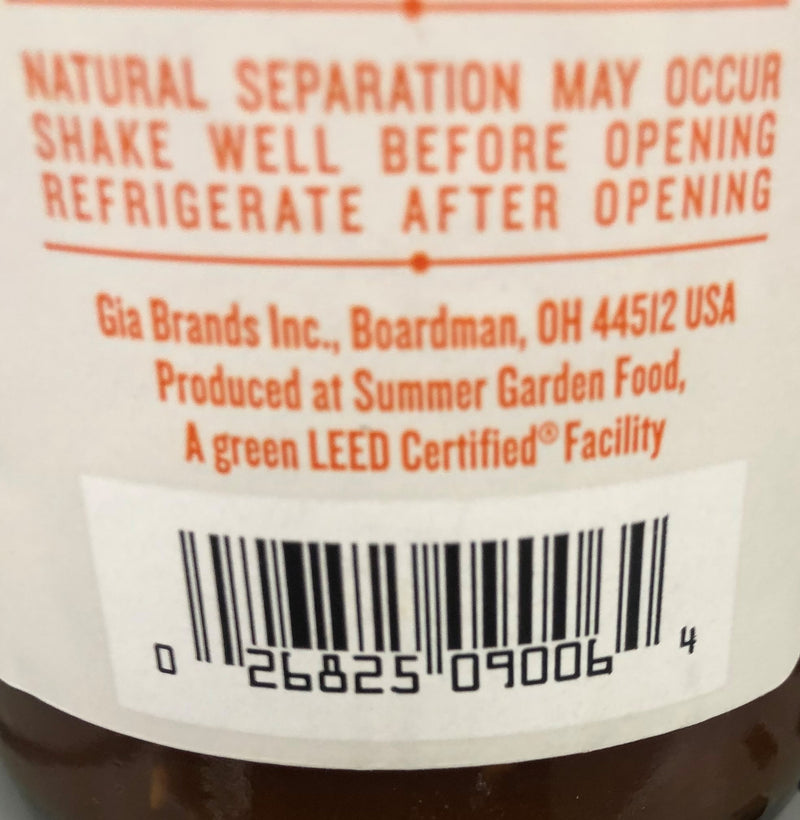 NATURAL SEPARATION MAY OCCUR
SHAKE WELL BEFORE OPENING
REFRIGERATE AFTER OPENING
Gia Brands Inc., Boardman, OH 44512 USA
Produced at Summer Garden Food,
A green LEED Certified® Facility
0 26825 09006 4